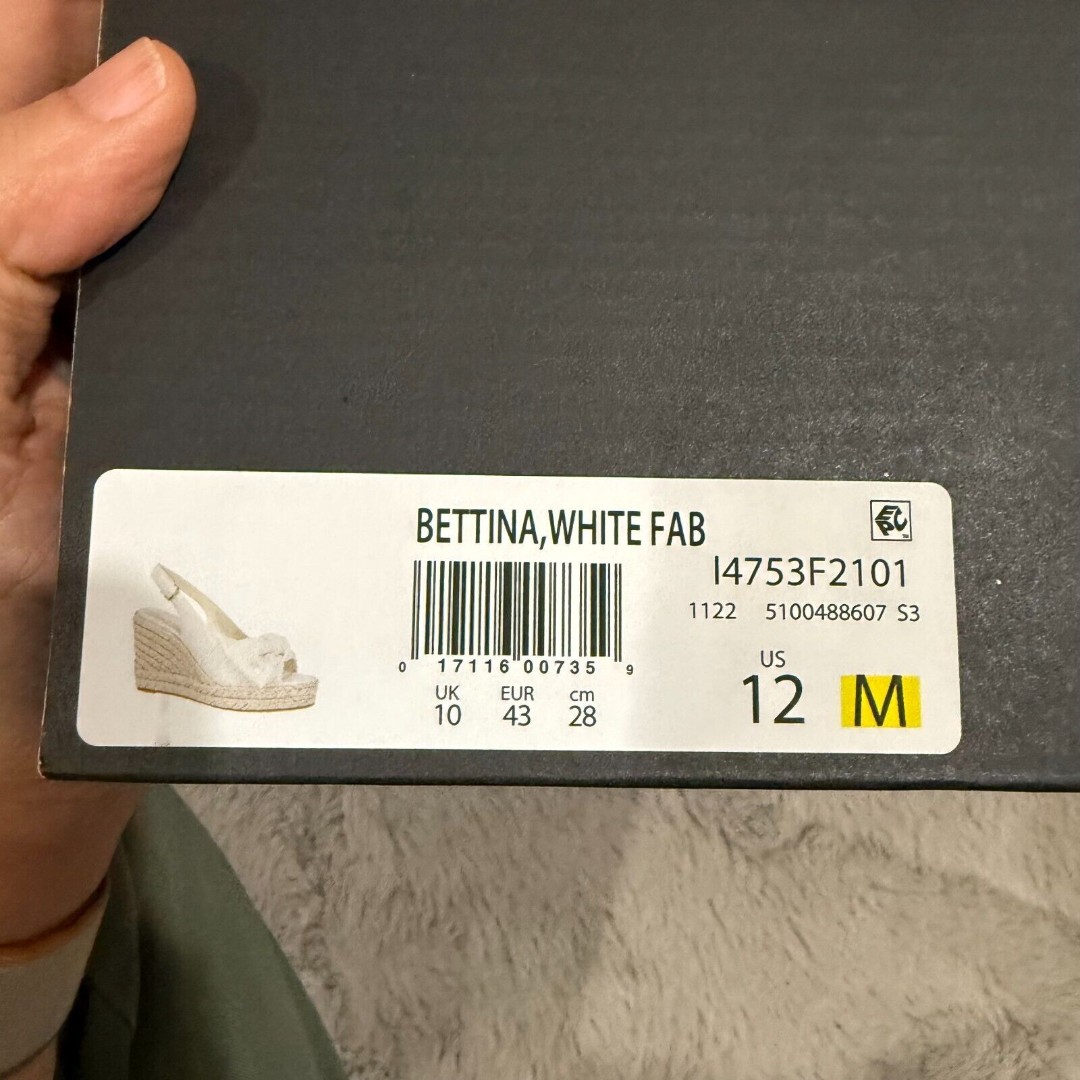 BETTINA,WHITE FAB
EPC
I4753F2101
1122 5100488607 S3
0 17116 00735 9
UK EUR cm
10 43 28
US
12 M